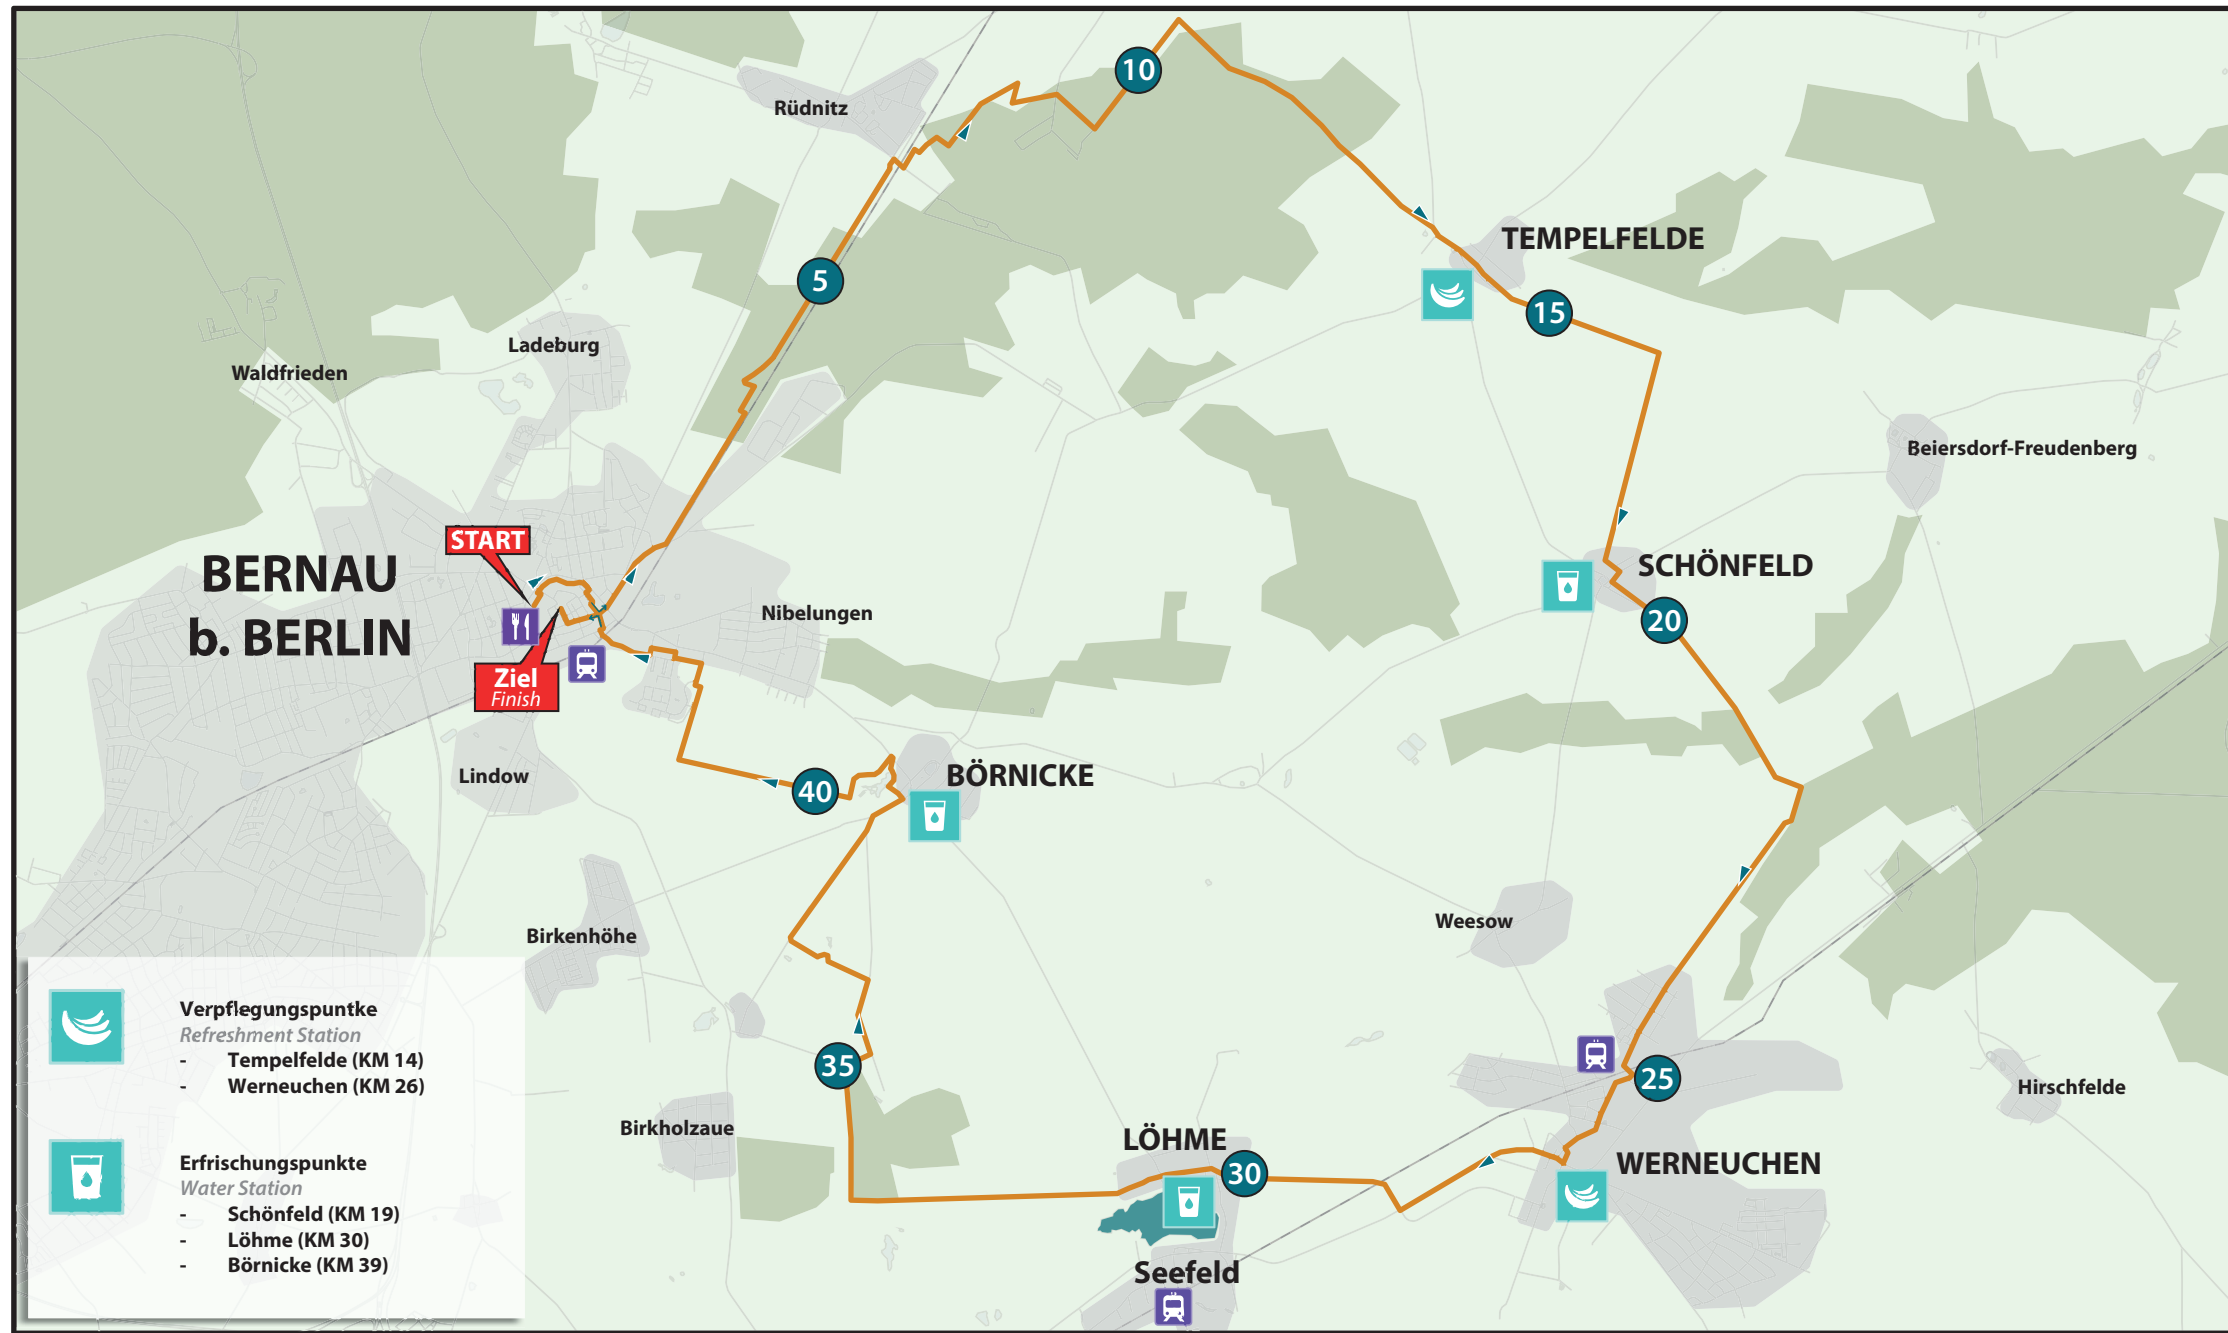 10
Rüdnitz
TEMPELFELDE
5
15
Ladeburg
Waldfrieden
Beiersdorf-Freudenberg
START
BERNAU
b. BERLIN
SCHÖNFELD
Nibelungen
20
Ziel
Finish
Lindow
BÖRNICKE
40
Weesow
Birkenhöhe
35
25
Hirschfelde
Birkholzaue
LÖHME
30
WERNEUCHEN
Seefeld
Verpflegungspuntke
Refreshment Station
- Tempelfelde (KM 14)
- Werneuchen (KM 26)
Erfrischungspunkte
Water Station
- Schönfeld (KM 19)
- Löhme (KM 30)
- Börnicke (KM 39)